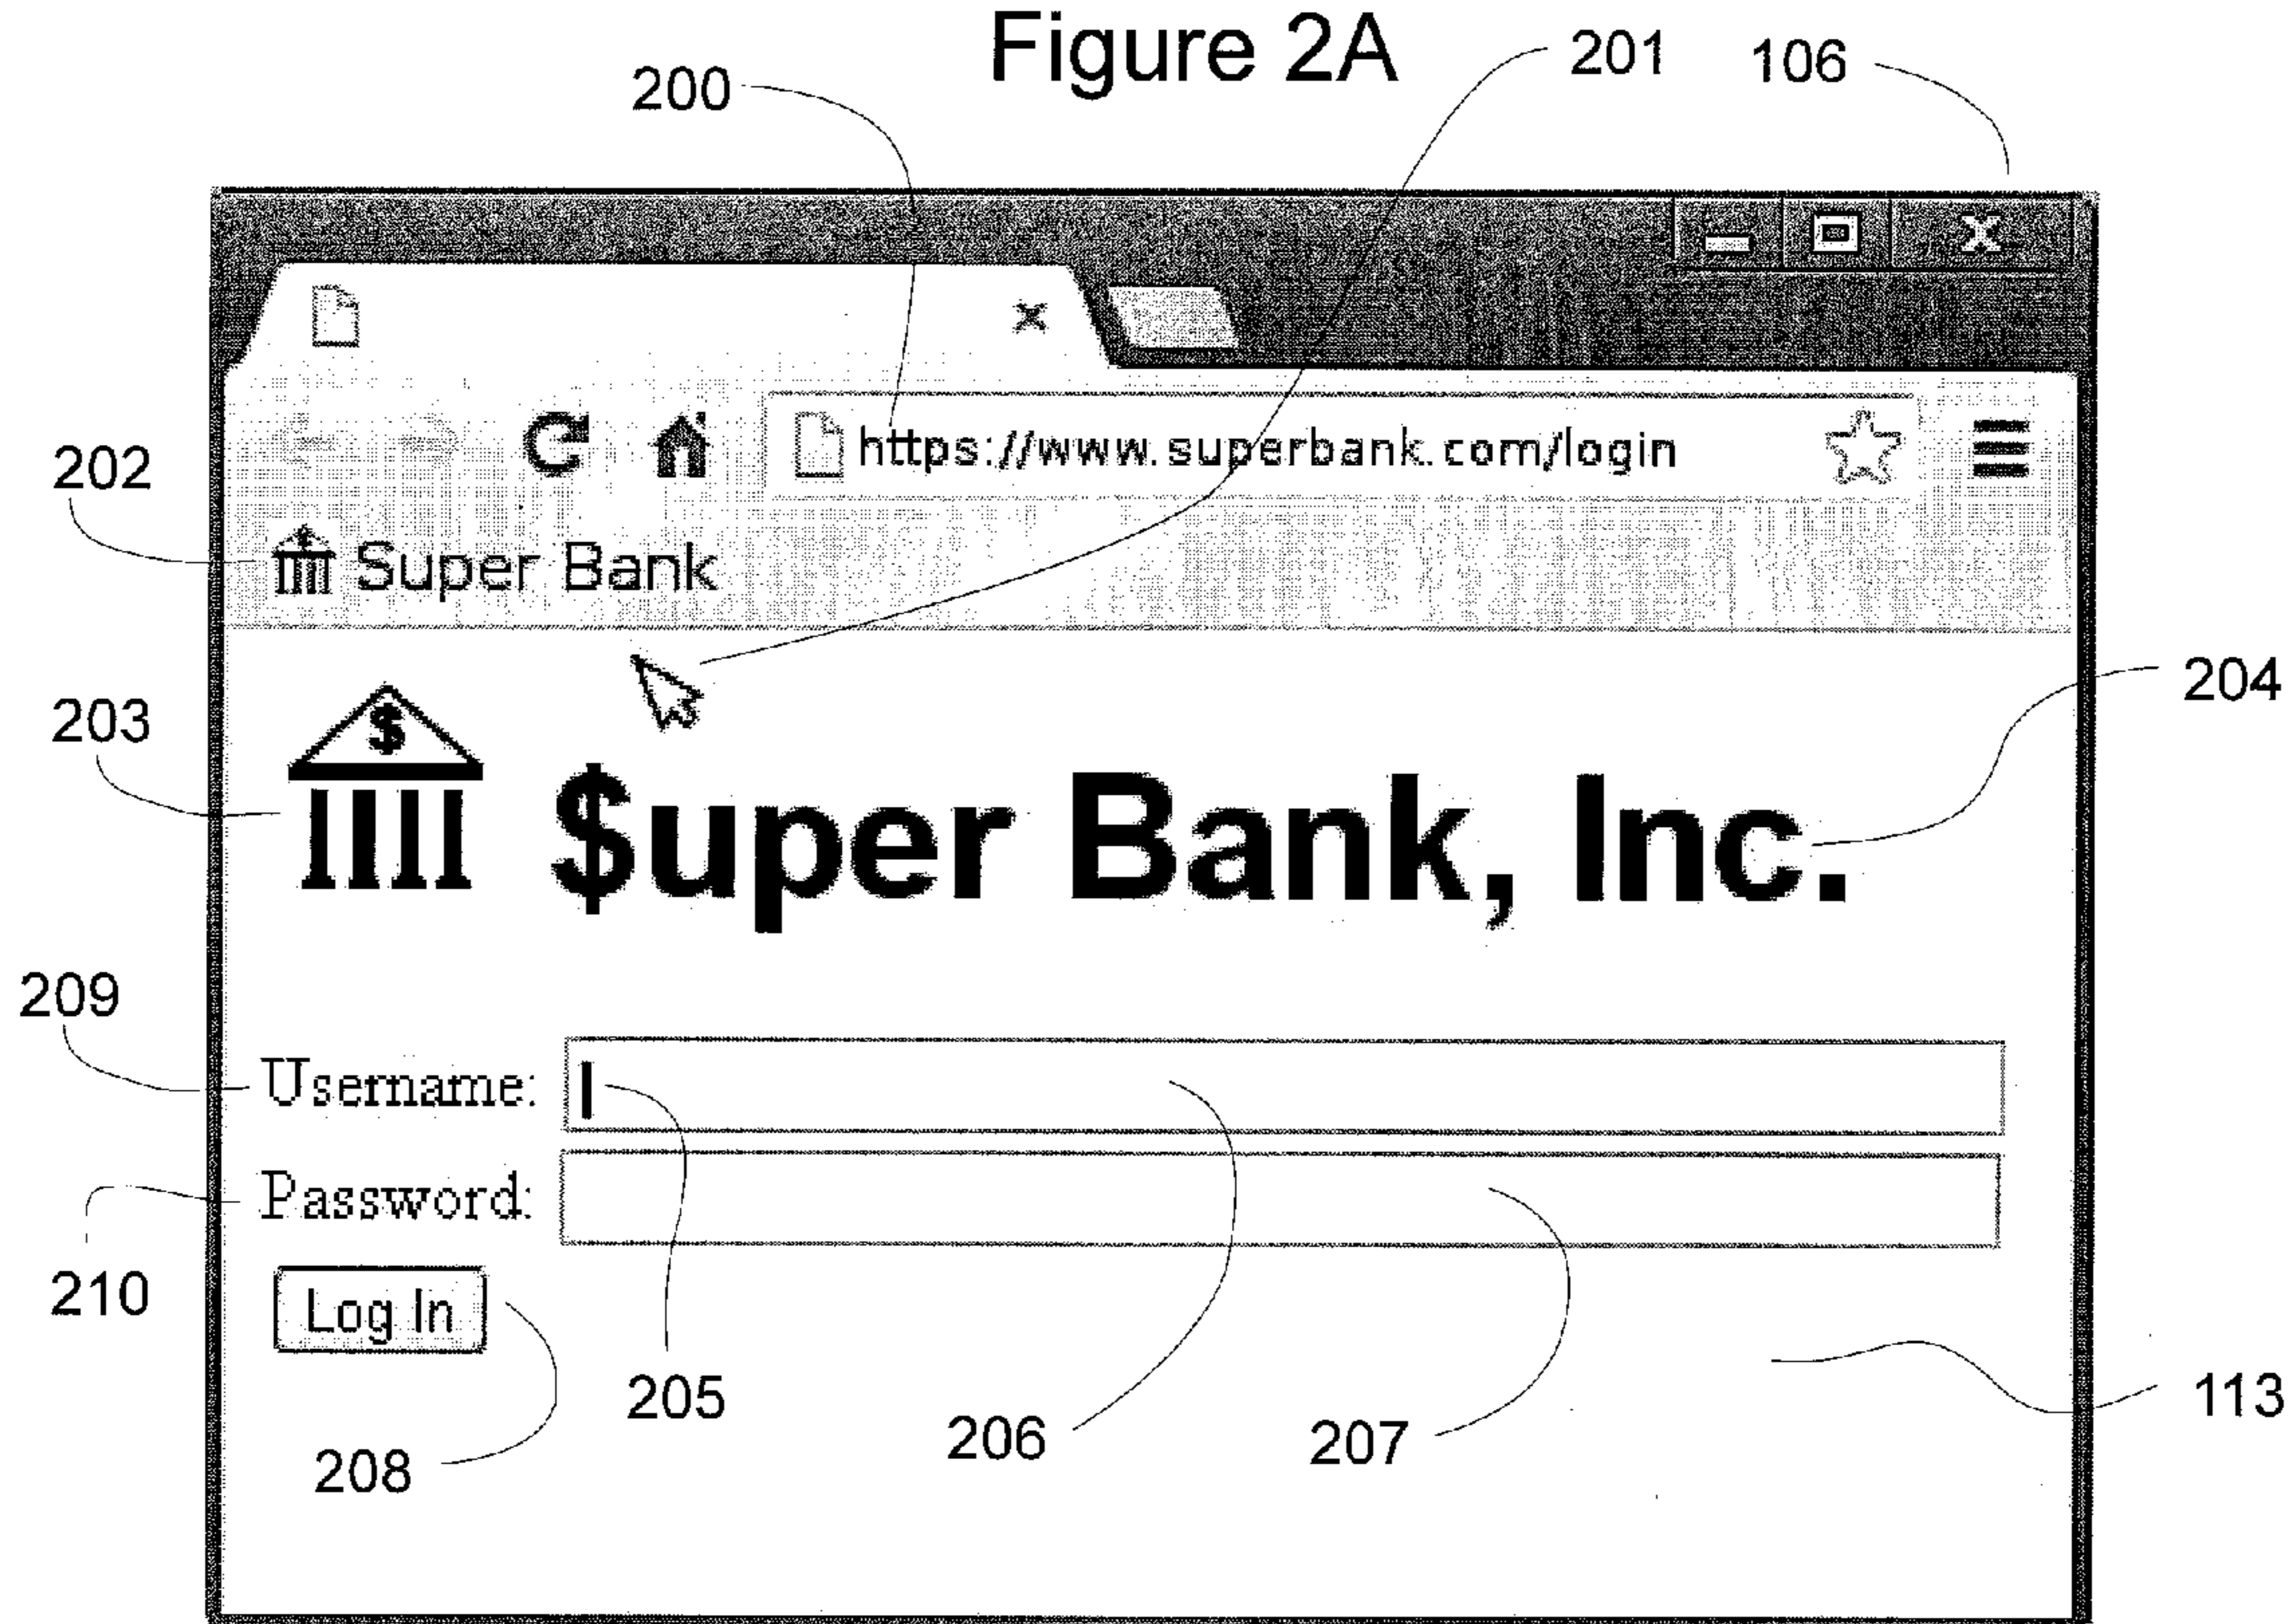 Figure 2A
200
201
106
https://www.superbank.com/login
202
Super Bank
203
$
204
$uper Bank, Inc.
209
Username:
Password:
210
Log In
205
206
207
208
113